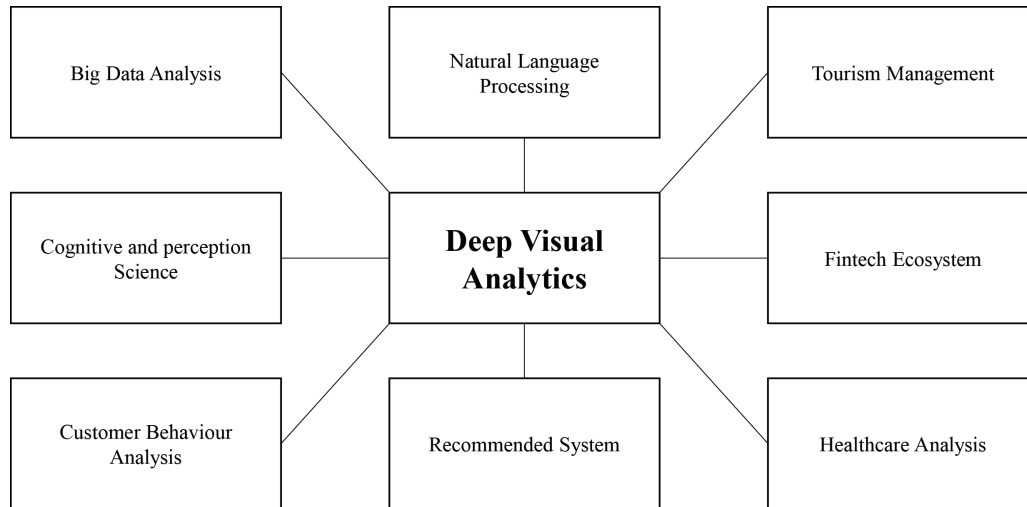 Big Data Analysis
Natural Language
Processing
Tourism Management
Cognitive and perception
Science
Deep Visual
Analytics
Fintech Ecosystem
Customer Behaviour
Analysis
Recommended System
Healthcare Analysis